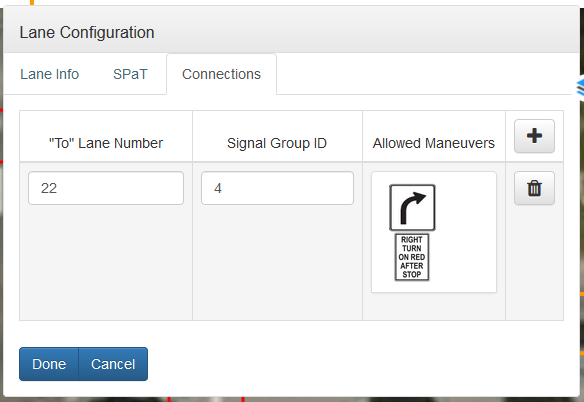 Lane Configuration
Lane Info SPaT Connections
"To" Lane Number Signal Group ID Allowed Maneuvers
22 4
RIGHT
TURN
ON RED
AFTER
STOP
Done Cancel